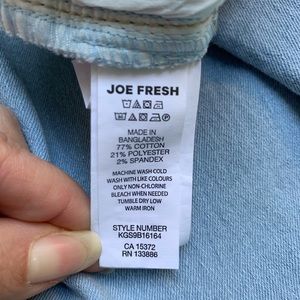 JOE FRESH
MADE IN
BANGLADESH
77% COTTON
21% POLYESTER
2% SPANDEX
MACHINE WASH COLD
WASH WITH LIKE COLOURS
ONLY NON-CHLORINE
BLEACH WHEN NEEDED
TUMBLE DRY LOW
WARM IRON
STYLE NUMBER
KGS9B16164
CA 15372
RN 133886